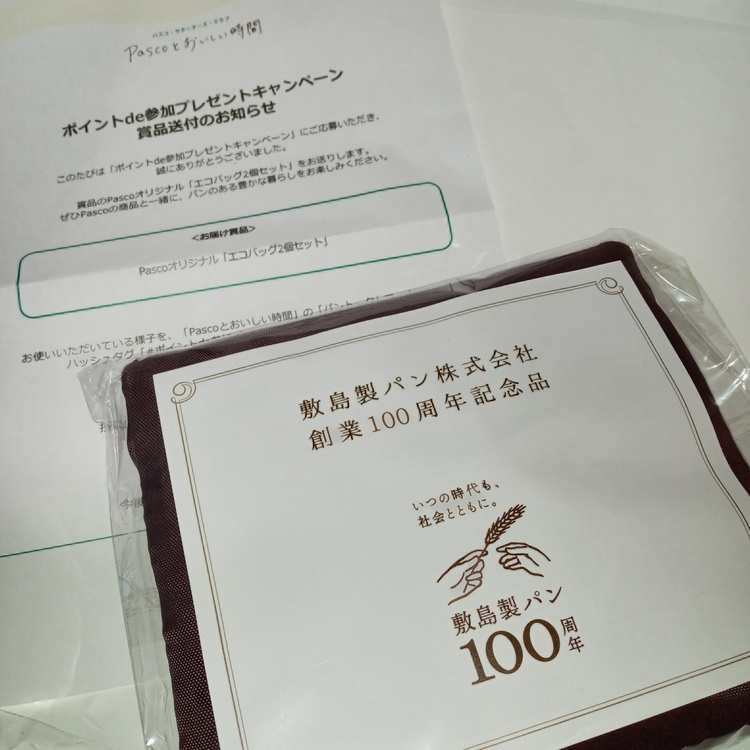 パスコ・サポーターズ・クラブ
Pascoとおいしい時間
ポイントde参加プレゼントキャンペーン
賞品送付のお知らせ
このたびは「ポイントde参加プレゼントキャンペーン」にご応募いただき、
誠にありがとうございました。
賞品のPascoオリジナル「エコバッグ2個セット」をお送りします。
ぜひPascoの商品と一緒に、パンのある豊かな暮らしをお楽しみください。
<お届け賞品>
Pascoオリジナル「エコバッグ2個セット」
お使いいただいている様子を、「Pascoとおいしい時間」の
ハッシュタグ「#ポイントde参
敷島製パン株式会社
創業100周年記念品
いつの時代も、
社会とともに。
敷島製パン
100周年